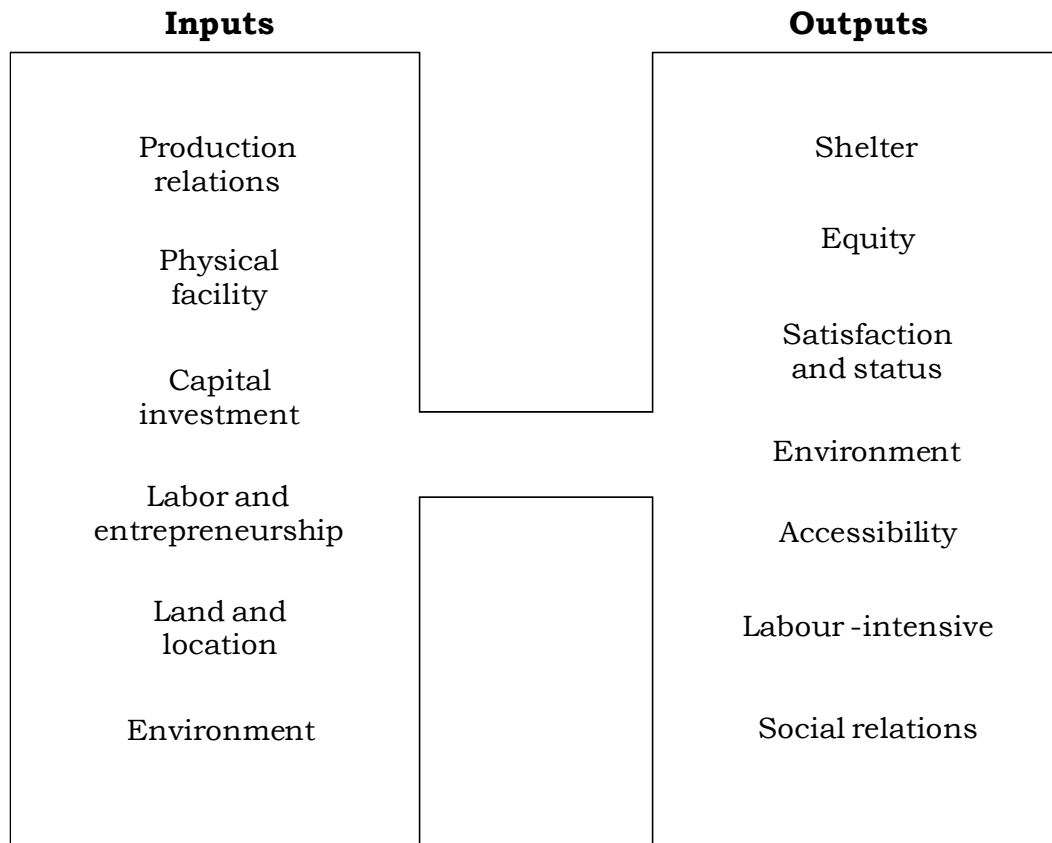 Inputs
Outputs
Production
relations
Physical
facility
Capital
investment
Labor and
entrepreneurship
Land and
location
Environment
Shelter
Equity
Satisfaction
and status
Environment
Accessibility
Labour -intensive
Social relations